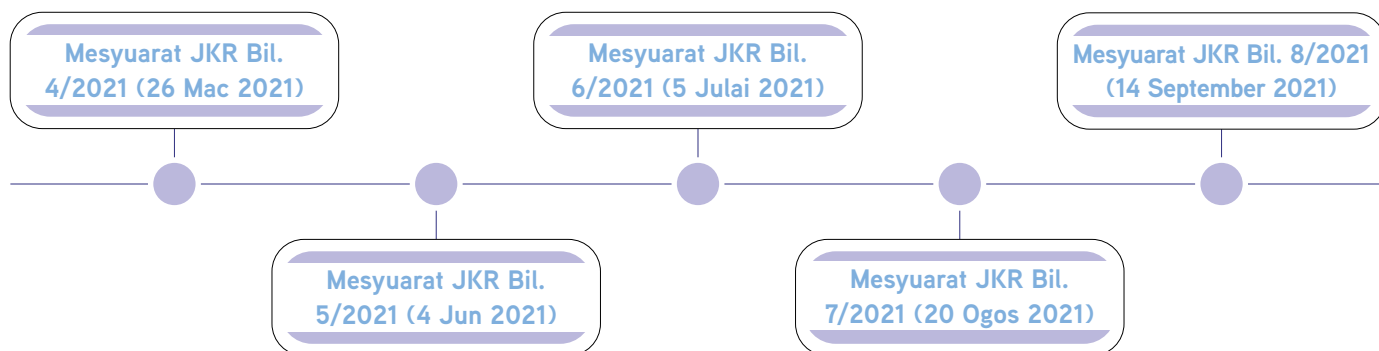 Mesyuarat JKR Bil.
4/2021 (26 Mac 2021)
Mesyuarat JKR Bil.
5/2021 (4 Jun 2021)
Mesyuarat JKR Bil.
6/2021 (5 Julai 2021)
Mesyuarat JKR Bil.
7/2021 (20 Ogos 2021)
Mesyuarat JKR Bil. 8/2021
(14 September 2021)